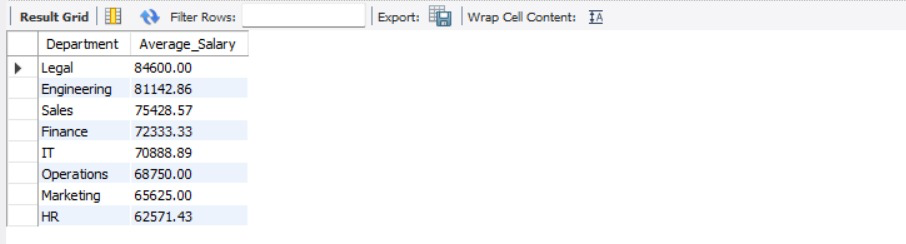 Result Grid Filter Rows: Export: Wrap Cell Content: IA
Department Average_Salary
Legal 84600.00
Engineering 81142.86
Sales 75428.57
Finance 72333.33
IT 70888.89
Operations 68750.00
Marketing 65625.00
HR 62571.43